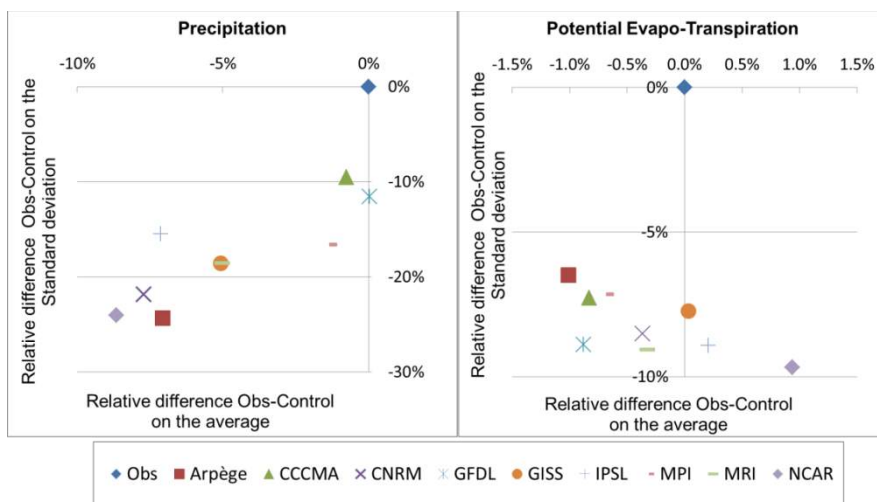 Precipitation
-10% -5% 0%
0%
-10%
-20%
-30%
Relative difference Obs-Control on the
Standard deviation
Relative difference Obs-Control
on the average
Potential Evapo-Transpiration
-1.5% -1.0% -0.5% 0.0% 0.5% 1.0% 1.5%
0%
-5%
-10%
Relative difference Obs-Control on the
Standard deviation
Relative difference Obs-Control
on the average
Obs Arpège CCCMA CNRM GFDL GISS IPSL MPI MRI NCAR